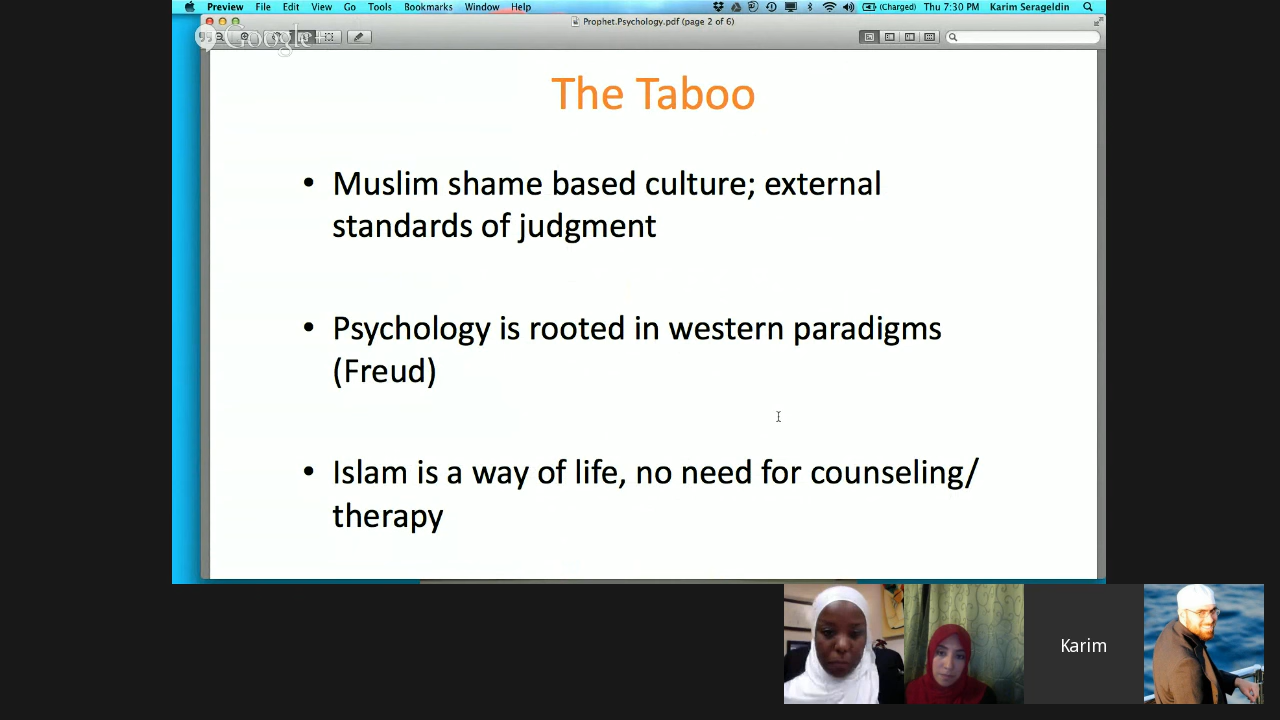 Preview File Edit View Go Tools Bookmarks Window Help (Charged) Thu 7:30 PM Karim Serageldin
Prophet.Psychology.pdf (page 2 of 6)
Google+
The Taboo
• Muslim shame based culture; external
standards of judgment
• Psychology is rooted in western paradigms
(Freud)
• Islam is a way of life, no need for counseling/
therapy
Karim